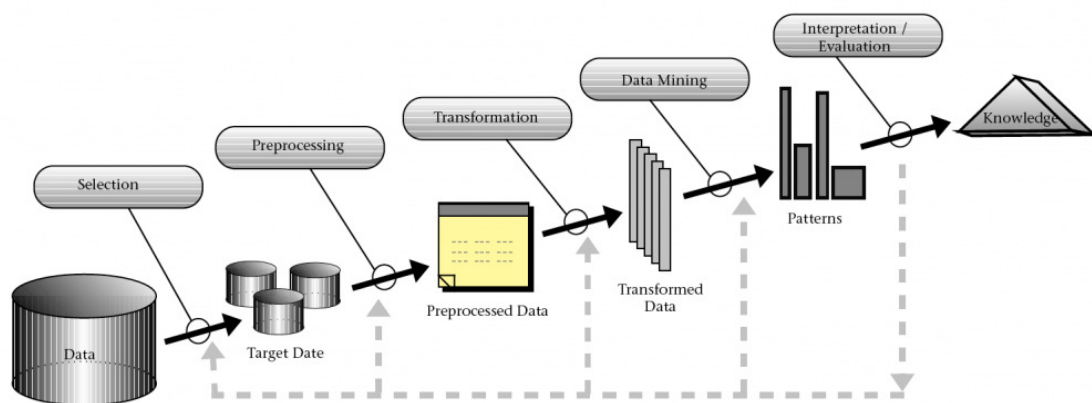 Interpretation /
Evaluation
Data Mining
Knowledge
Transformation
Preprocessing
Patterns
Selection
Transformed
Data
Preprocessed Data
Data
Target Date